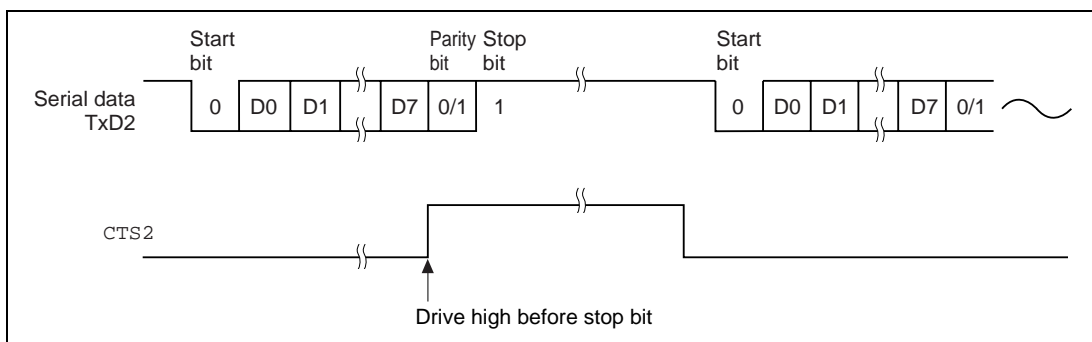 Start
bit
Parity
bit
Stop
bit
Start
bit
Serial data
TxD2
0 D0 D1 D7 0/1 1 0 D0 D1 D7 0/1
CTS2
Drive high before stop bit